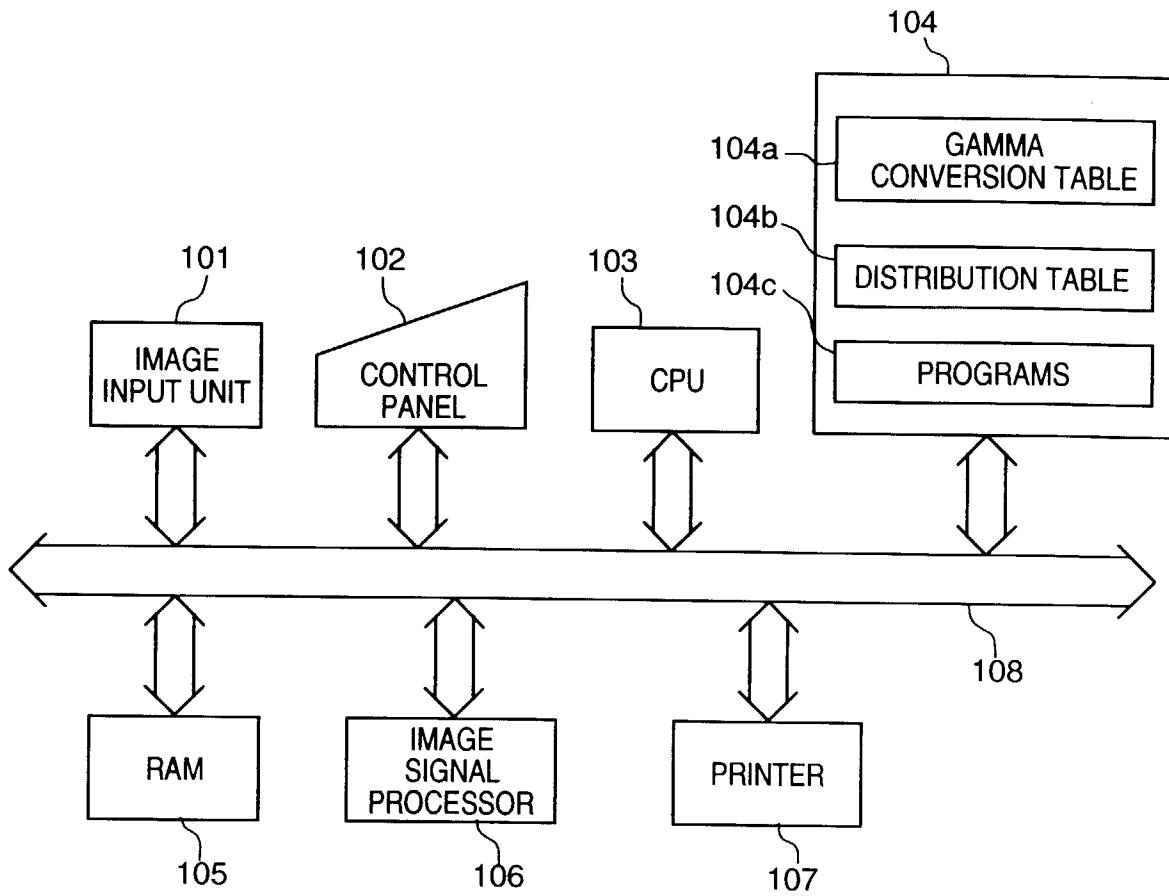 104
104a
GAMMA
CONVERSION TABLE
104b
DISTRIBUTION TABLE
104c
PROGRAMS
101
IMAGE
INPUT UNIT
102
CONTROL
PANEL
103
CPU
108
RAM
105
IMAGE
SIGNAL
PROCESSOR
106
PRINTER
107